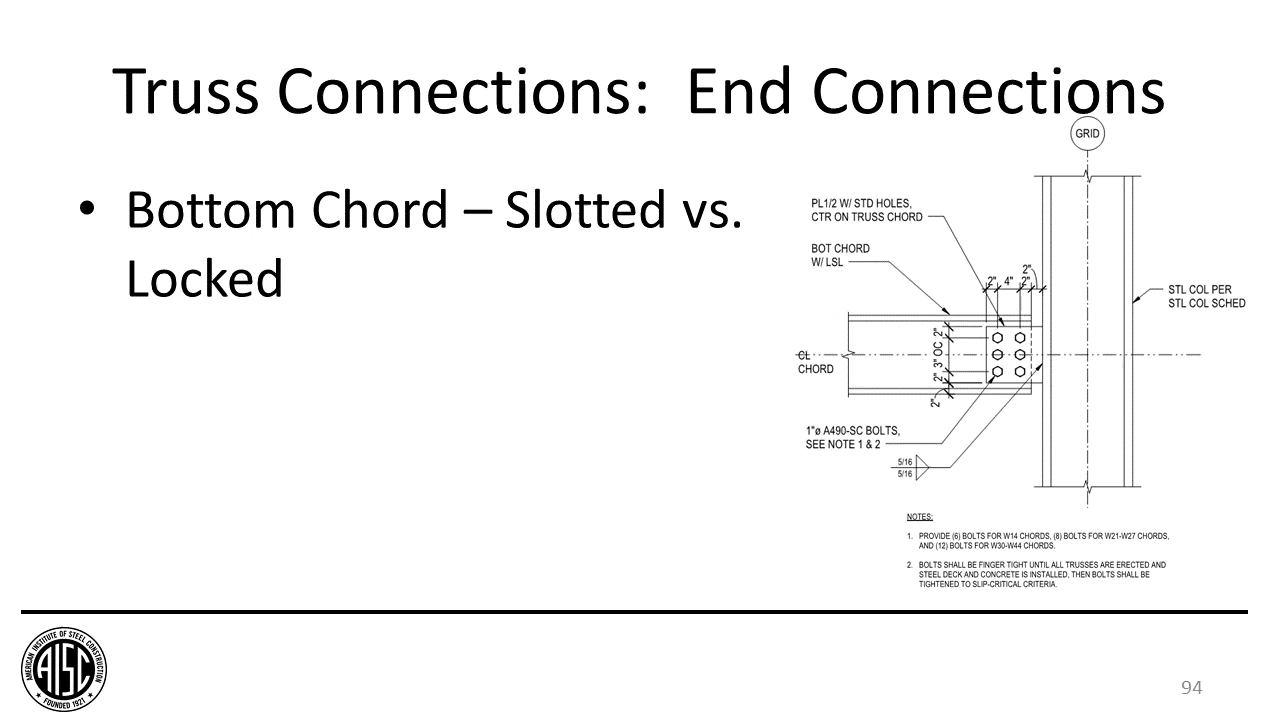 Truss Connections: End Connections
• Bottom Chord – Slotted vs.
Locked
GRID
PL1/2 W/ STD HOLES,
CTR ON TRUSS CHORD
BOT CHORD
W/ LSL
2"
2" 4" 2"
STL COL PER
STL COL SCHED
2"
3" OC
2"
2"
CL
CHORD
1"ø A490-SC BOLTS,
SEE NOTE 1 & 2
5/16
5/16
NOTES:
1. PROVIDE (6) BOLTS FOR W14 CHORDS, (8) BOLTS FOR W21-W27 CHORDS,
AND (12) BOLTS FOR W30-W44 CHORDS.
2. BOLTS SHALL BE FINGER TIGHT UNTIL ALL TRUSSES ARE ERECTED AND
STEEL DECK AND CONCRETE IS INSTALLED, THEN BOLTS SHALL BE
TIGHTENED TO SLIP-CRITICAL CRITERIA.
AMERICAN INSTITUTE OF STEEL CONSTRUCTION
AISC
FOUNDED 1921
94